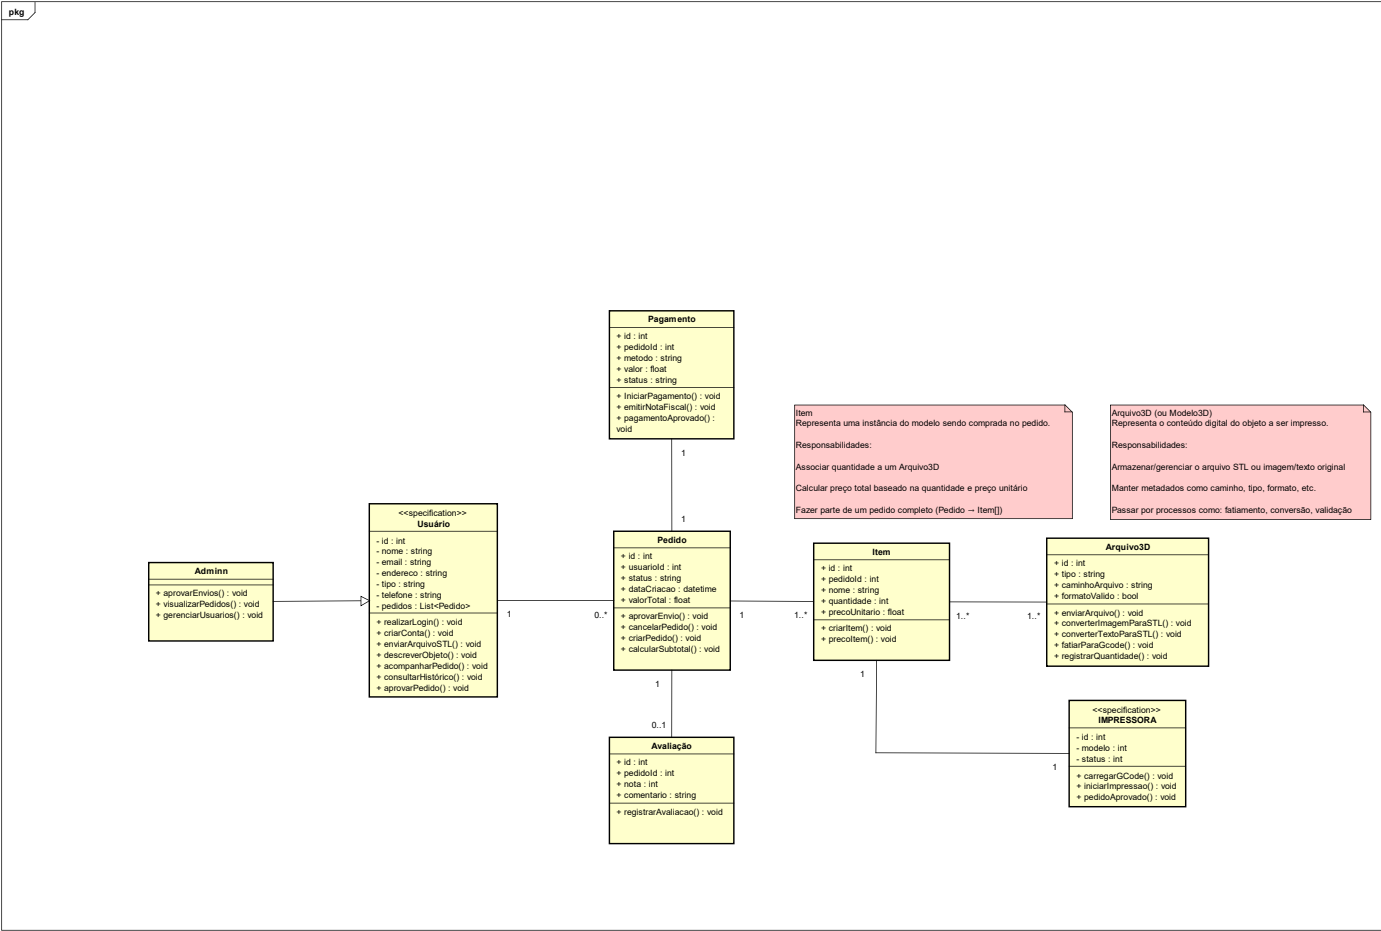 pkg
Pagamento
+ id : int
+ pedidoId : int
+ metodo : string
+ valor : float
+ status : string
+ IniciarPagamento() : void
+ emitirNotaFiscal() : void
+ pagamentoAprovado() :
void
1
1
Item
Representa uma instância do modelo sendo comprada no pedido.
Responsabilidades:
Associar quantidade a um Arquivo3D
Calcular preço total baseado na quantidade e preço unitário
Fazer parte de um pedido completo (Pedido → Item[])
Arquivo3D (ou Modelo3D)
Representa o conteúdo digital do objeto a ser impresso.
Responsabilidades:
Armazenar/gerenciar o arquivo STL ou imagem/texto original
Manter metadados como caminho, tipo, formato, etc.
Passar por processos como: fatiamento, conversão, validação
Adminn
+ aprovarEnvios() : void
+ visualizarPedidos() : void
+ gerenciarUsuarios() : void
<<specification>>
Usuário
- id : int
- nome : string
- email : string
- endereco : string
- tipo : string
- telefone : string
- pedidos : List<Pedido>
+ realizarLogin() : void
+ criarConta() : void
+ enviarArquivoSTL() : void
+ descreverObjeto() : void
+ acompanharPedido() : void
+ consultarHistórico() : void
+ aprovarPedido() : void
1
0..*
Pedido
+ id : int
+ usuarioId : int
+ status : string
+ dataCriacao : datetime
+ valorTotal : float
+ aprovarEnvio() : void
+ cancelarPedido() : void
+ criarPedido() : void
+ calcularSubtotal() : void
1
1..*
Item
+ id : int
+ pedidoId : int
+ nome : string
+ quantidade : int
+ precoUnitario : float
+ criarItem() : void
+ precoItem() : void
1..*
1..*
Arquivo3D
+ id : int
+ tipo : string
+ caminhoArquivo : string
+ formatoValido : bool
+ enviarArquivo() : void
+ converterImagemParaSTL() : void
+ converterTextoParaSTL() : void
+ fatiarParaGcode() : void
+ registrarQuantidade() : void
1
0..1
Avaliação
+ id : int
+ pedidoId : int
+ nota : int
+ comentario : string
+ registrarAvaliacao() : void
1
1
<<specification>>
IMPRESSORA
- id : int
- modelo : int
- status : int
+ carregarGCode() : void
+ iniciarImpressao() : void
+ pedidoAprovado() : void